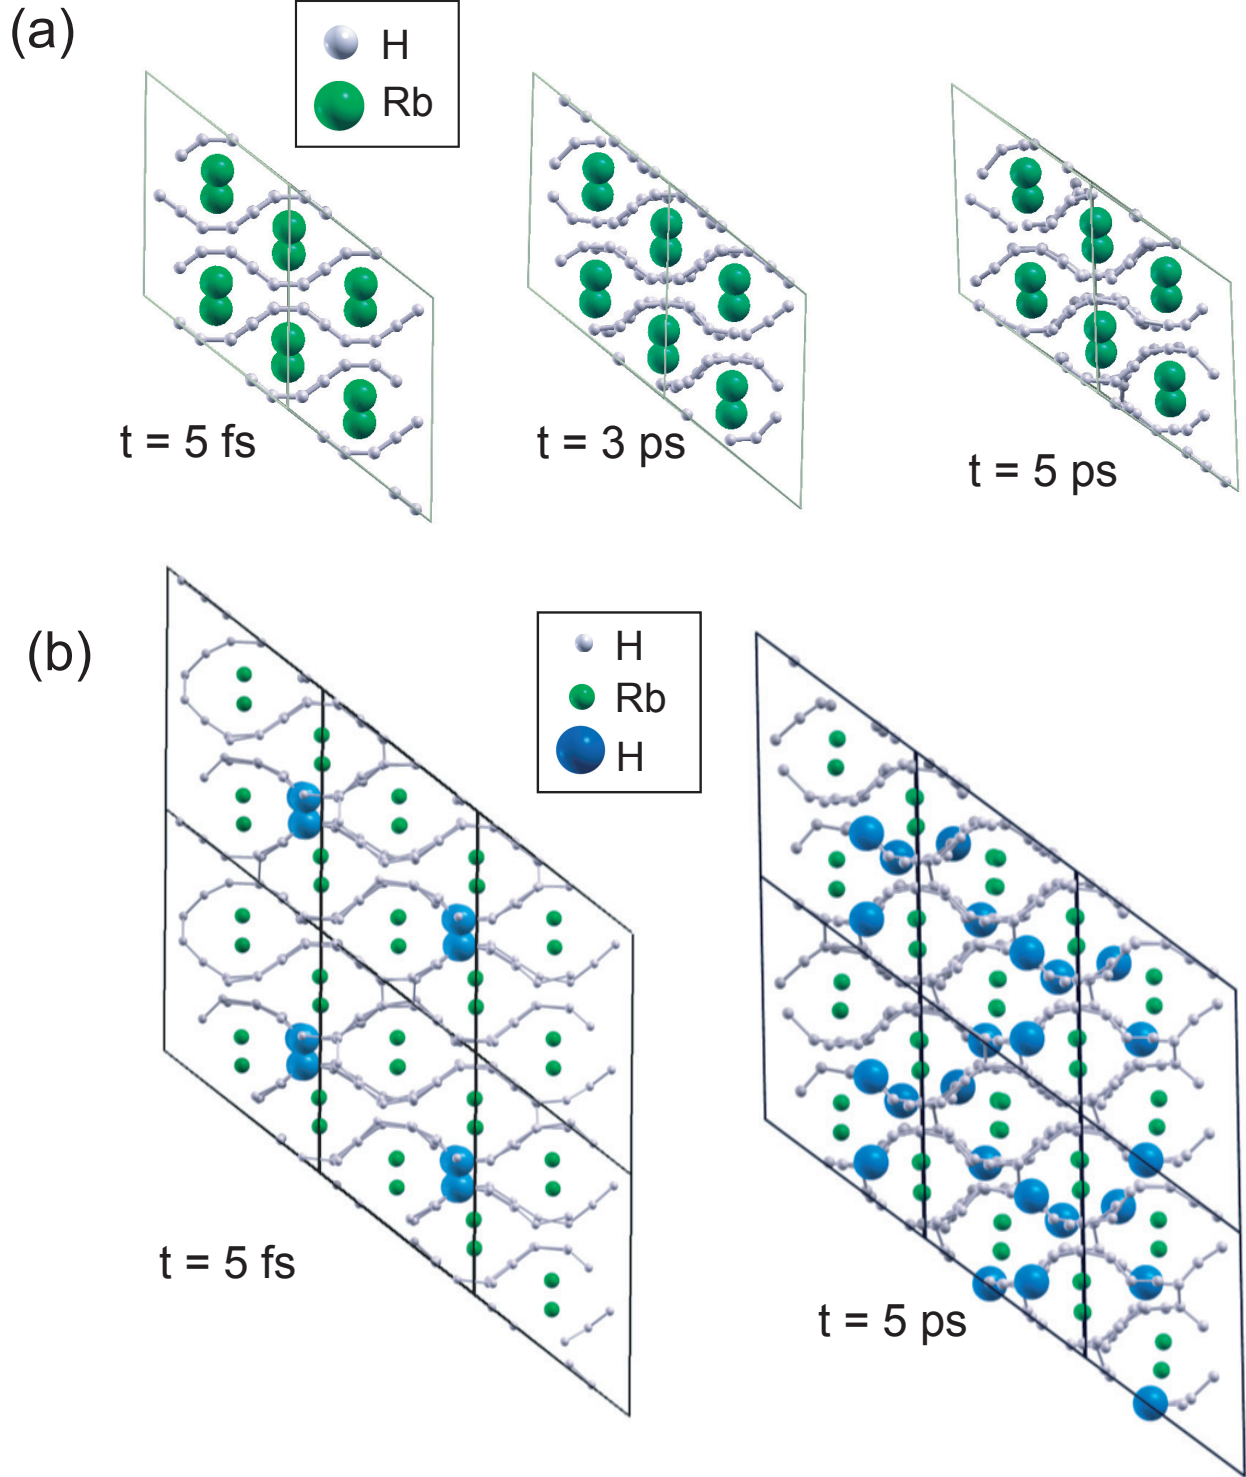 (a)
H
Rb
t = 5 fs
t = 3 ps
t = 5 ps
(b)
H
Rb
H
t = 5 fs
t = 5 ps